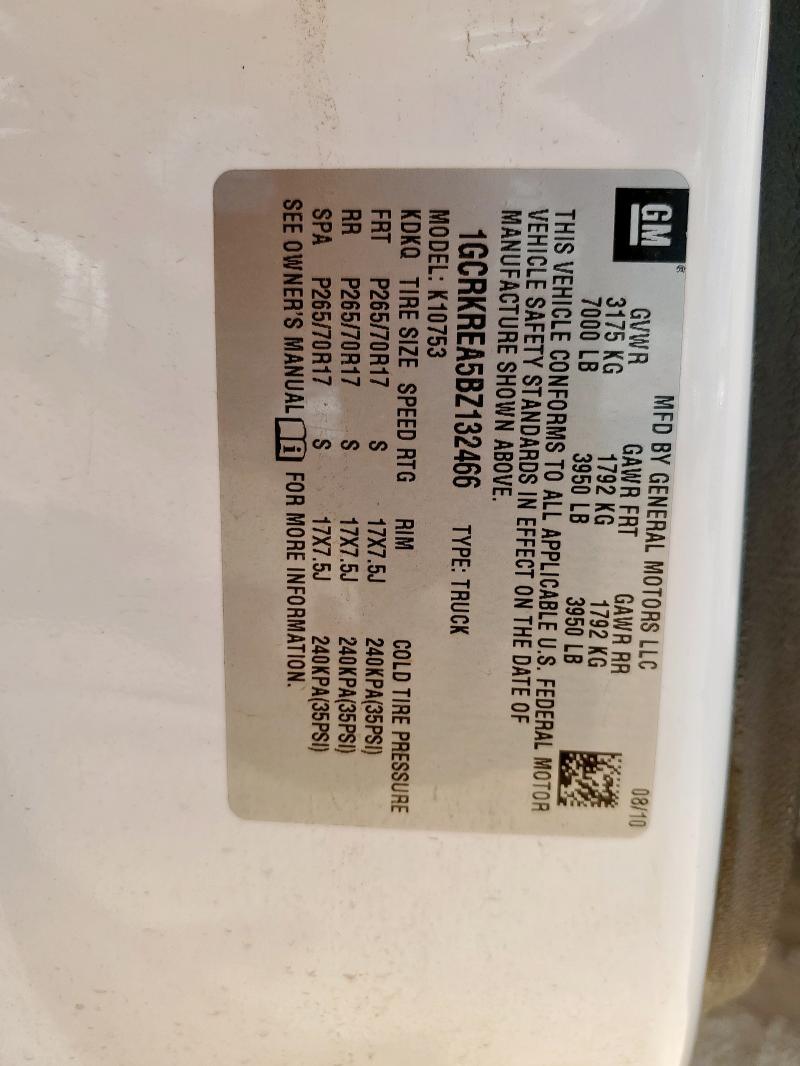 GM®
MFD BY GENERAL MOTORS LLC 08/10
GVWR GAWR FRT GAWR RR
3175 KG 1792 KG 1792 KG
7000 LB 3950 LB 3950 LB
THIS VEHICLE CONFORMS TO ALL APPLICABLE U.S. FEDERAL MOTOR
VEHICLE SAFETY STANDARDS IN EFFECT ON THE DATE OF
MANUFACTURE SHOWN ABOVE.
1GCRKREA5BZ132466 TYPE: TRUCK
MODEL: K10753
KDKQ TIRE SIZE SPEED RTG RIM COLD TIRE PRESSURE
FRT P265/70R17 S 17X7.5J 240KPA(35PSI)
RR P265/70R17 S 17X7.5J 240KPA(35PSI)
SPA P265/70R17 S 17X7.5J 240KPA(35PSI)
SEE OWNER'S MANUAL i FOR MORE INFORMATION.